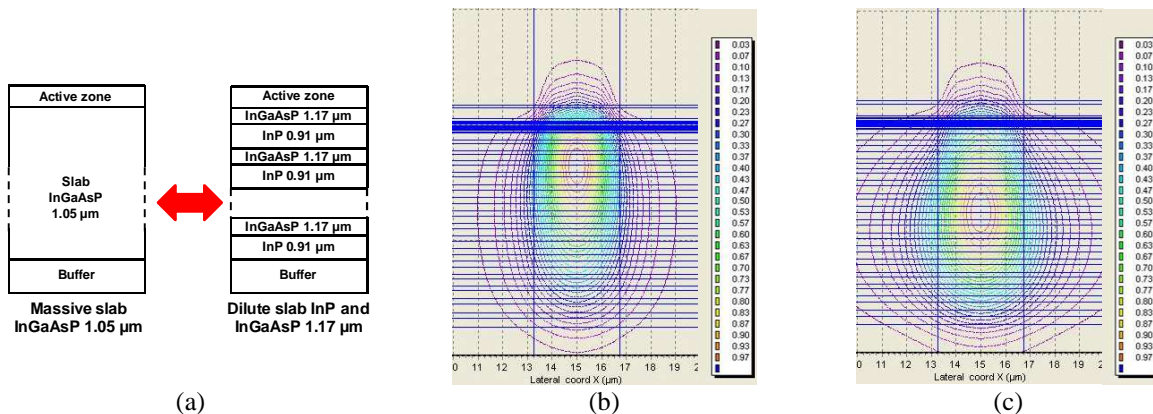 Active zone
Slab
InGaAsP
1.05 µm
Buffer
Massive slab
InGaAsP 1.05 µm
Active zone
InGaAsP 1.17 µm
InP 0.91 µm
InGaAsP 1.17 µm
InP 0.91 µm
InGaAsP 1.17 µm
InP 0.91 µm
Buffer
Dilute slab InP and
InGaAsP 1.17 µm
(a)
0.03
0.07
0.10
0.13
0.17
0.20
0.23
0.27
0.30
0.33
0.37
0.40
0.43
0.47
0.50
0.53
0.57
0.60
0.63
0.67
0.70
0.73
0.77
0.80
0.83
0.87
0.90
0.93
0.97
0 10 11 12 13 14 15 16 17 18 19 2
Lateral coord X (µm)
(b)
0.03
0.07
0.10
0.13
0.17
0.20
0.23
0.27
0.30
0.33
0.37
0.40
0.43
0.47
0.50
0.53
0.57
0.60
0.63
0.67
0.70
0.73
0.77
0.80
0.83
0.87
0.90
0.93
0.97
0 10 11 12 13 14 15 16 17 18 19 2
Lateral coord X (µm)
(c)